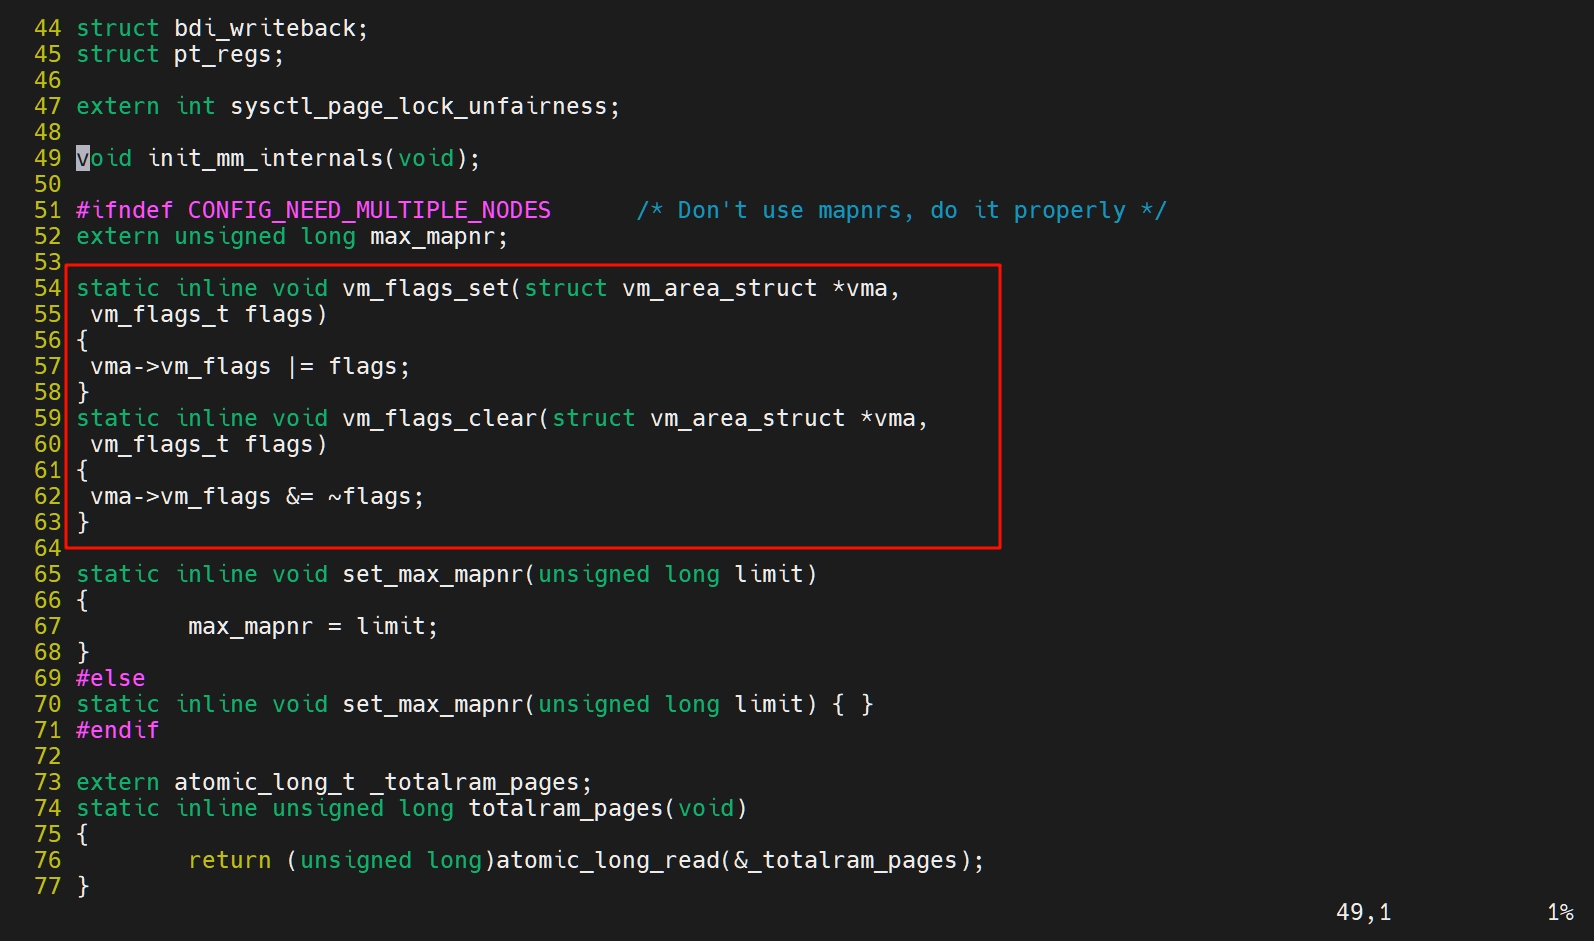 44 struct bdi_writeback;
45 struct pt_regs;
46
47 extern int sysctl_page_lock_unfairness;
48
49 void init_mm_internals(void);
50
51 #ifndef CONFIG_NEED_MULTIPLE_NODES      /* Don't use mapnrs, do it properly */
52 extern unsigned long max_mapnr;
53
54 static inline void vm_flags_set(struct vm_area_struct *vma,
55  vm_flags_t flags)
56 {
57  vma->vm_flags |= flags;
58 }
59 static inline void vm_flags_clear(struct vm_area_struct *vma,
60  vm_flags_t flags)
61 {
62  vma->vm_flags &= ~flags;
63 }
64
65 static inline void set_max_mapnr(unsigned long limit)
66 {
67         max_mapnr = limit;
68 }
69 #else
70 static inline void set_max_mapnr(unsigned long limit) { }
71 #endif
72
73 extern atomic_long_t _totalram_pages;
74 static inline unsigned long totalram_pages(void)
75 {
76         return (unsigned long)atomic_long_read(&_totalram_pages);
77 }
49,1 1%